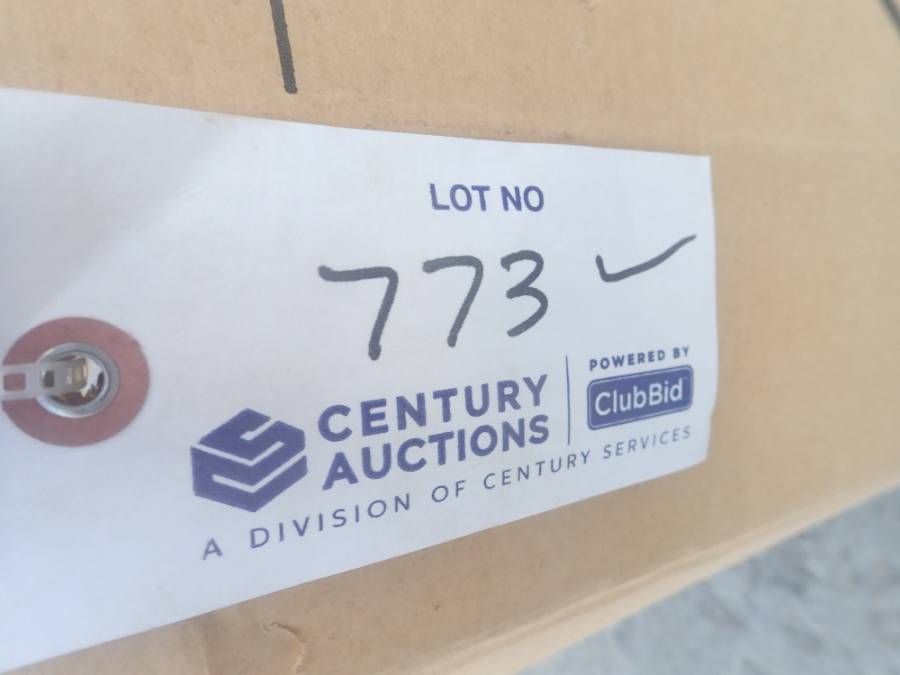 LOT NO
773 ✓
CENTURY
AUCTIONS
POWERED BY
ClubBid
A DIVISION OF CENTURY SERVICES